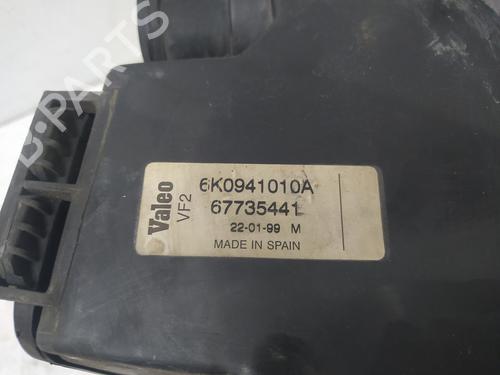 B-PARTS
Valeo
VF2
6K0941010A
67735441
22-01-99 M
MADE IN SPAIN